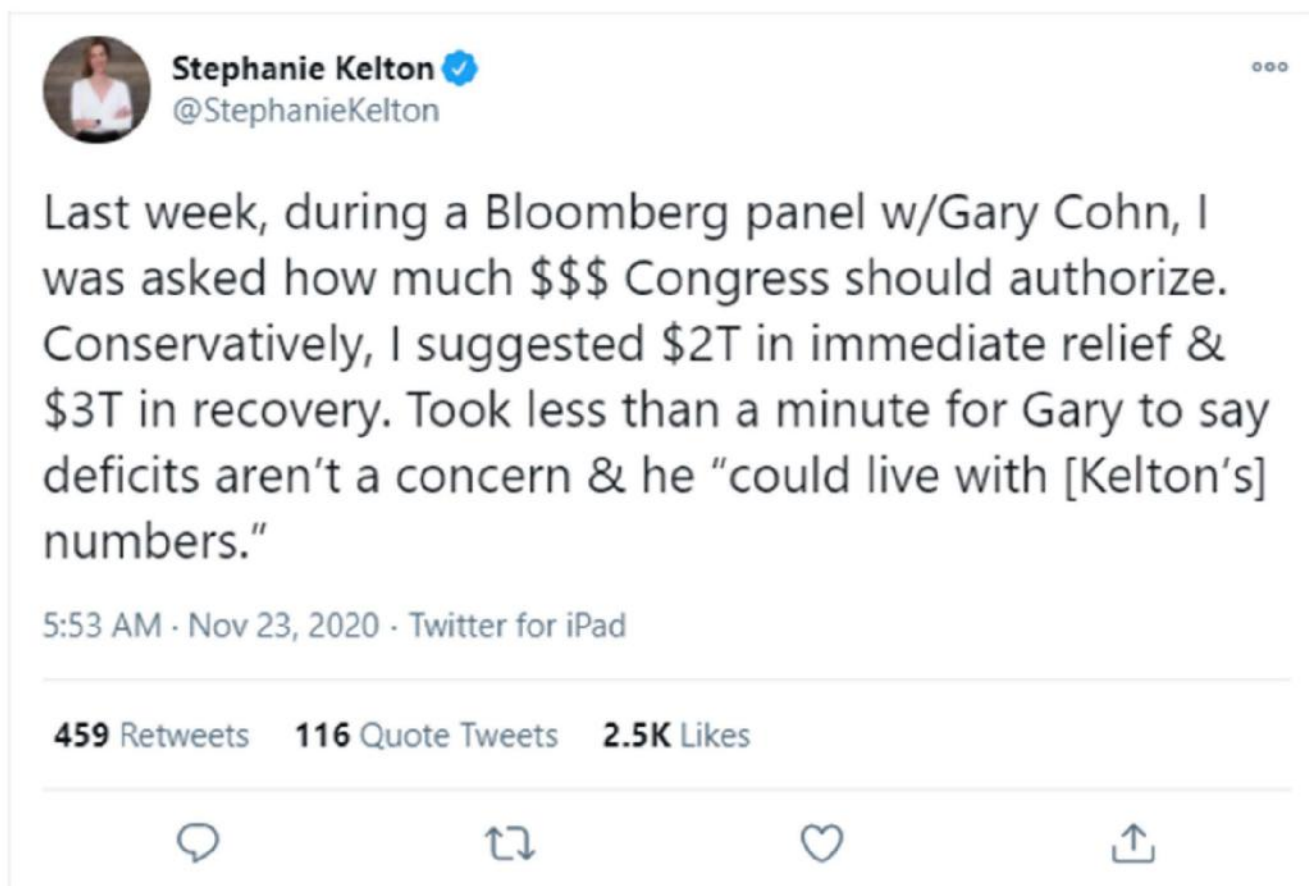 Stephanie Kelton
@StephanieKelton
Last week, during a Bloomberg panel w/Gary Cohn, I
was asked how much $$$ Congress should authorize.
Conservatively, I suggested $2T in immediate relief &
$3T in recovery. Took less than a minute for Gary to say
deficits aren’t a concern & he “could live with [Kelton’s]
numbers.”
5:53 AM · Nov 23, 2020 · Twitter for iPad
459 Retweets 116 Quote Tweets 2.5K Likes